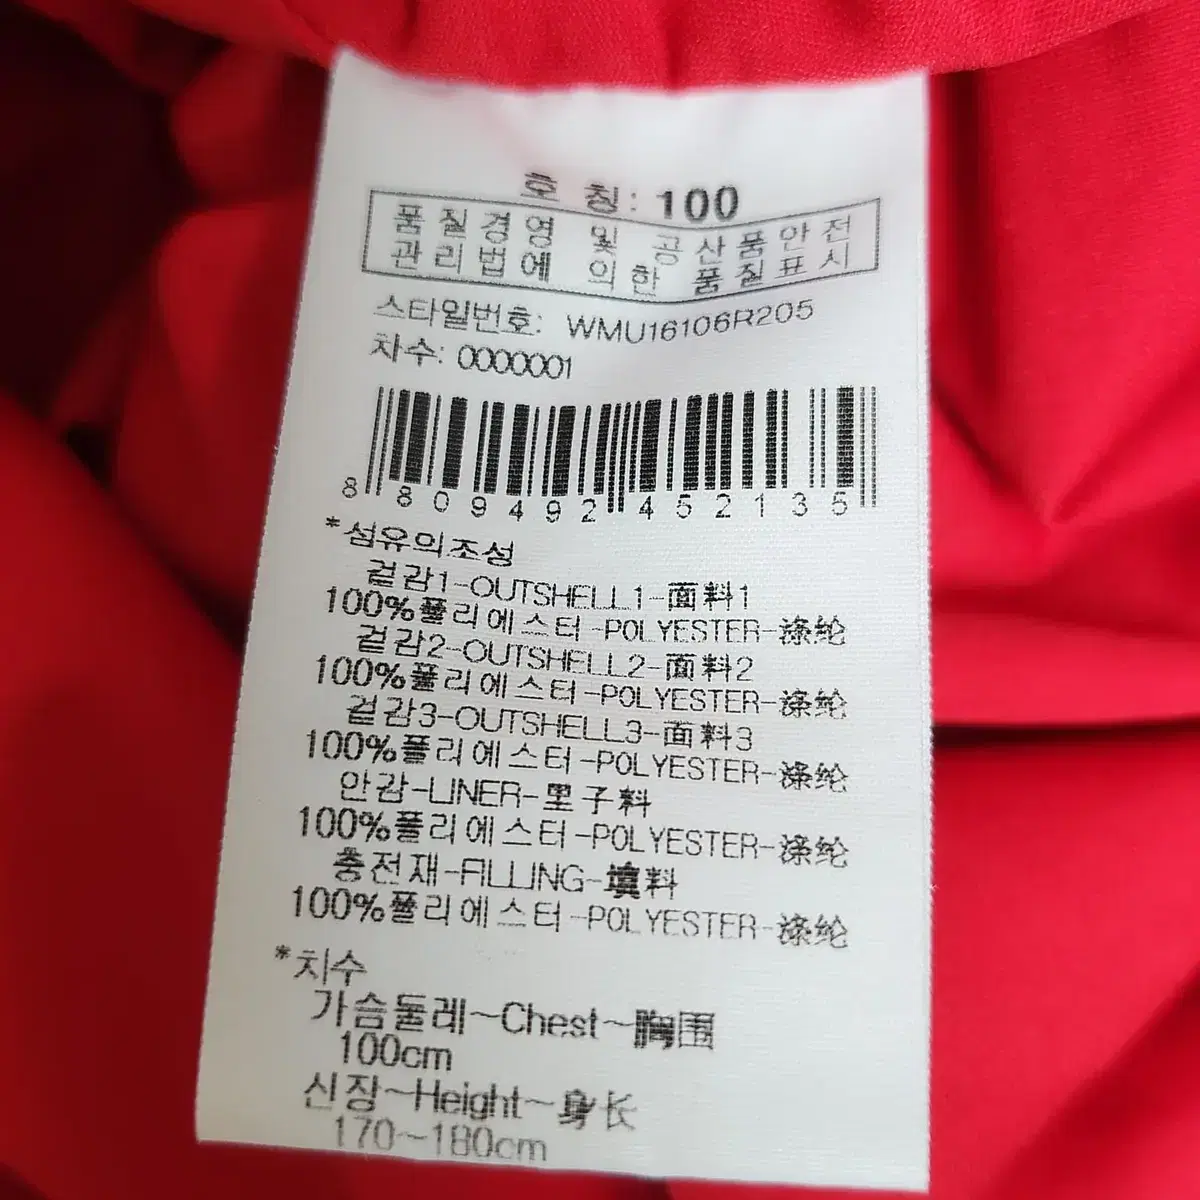 호 칭: 100
품질경영 및 공산품안전
관리법에 의한 품질표시
스타일번호: WMU16106R205
차수: 0000001
8 809492 452135
*섬유의조성
겉감1-OUTSHELL1-面料1
100%폴리에스터-POLYESTER-涤纶
겉감2-OUTSHELL2-面料2
100%폴리에스터-POLYESTER-涤纶
겉감3-OUTSHELL3-面料3
100%폴리에스터-POLYESTER-涤纶
안감-LINER-里子料
100%폴리에스터-POLYESTER-涤纶
충전재-FILLING-填料
100%폴리에스터-POLYESTER-涤纶
*치수
가슴둘레~Chest~胸围
100cm
신장~Height~身长
170~180cm